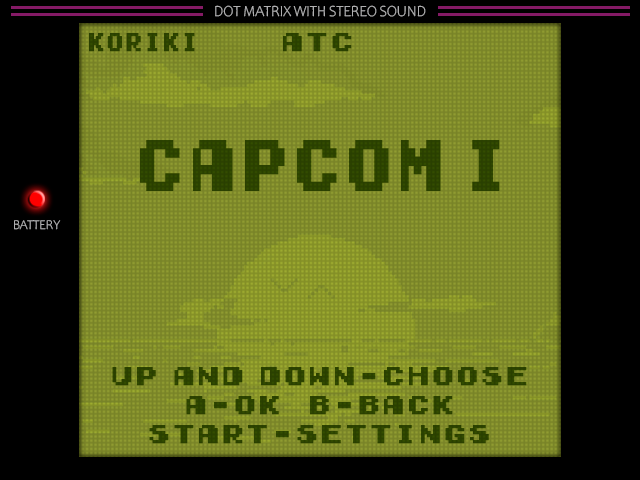 DOT MATRIX WITH STEREO SOUND
KORIKI ATC
CAPCOM I
BATTERY
UP AND DOWN-CHOOSE
A-OK B-BACK
START-SETTINGS